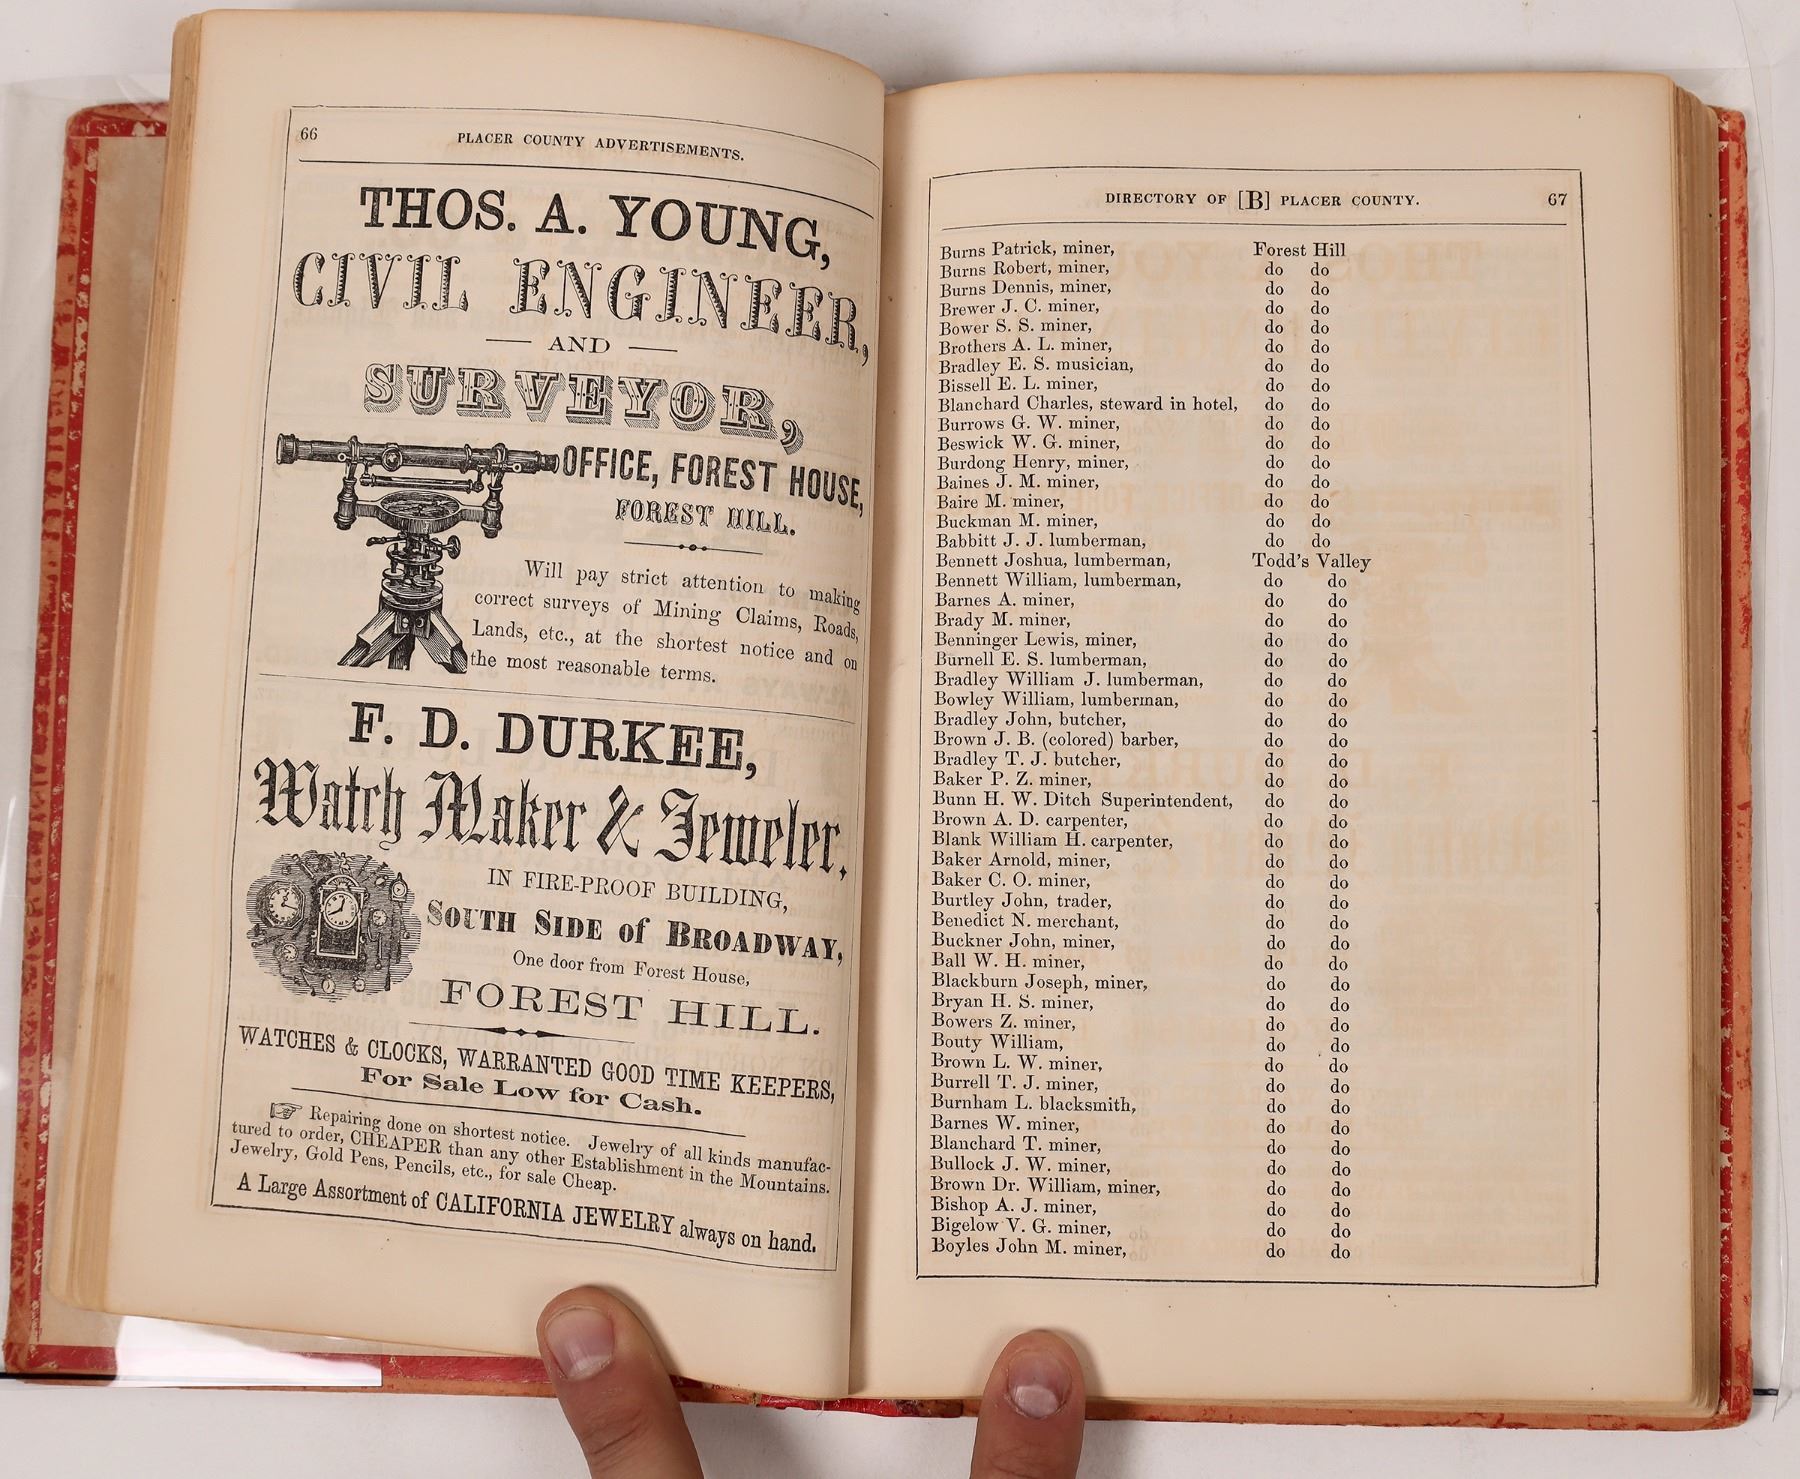 66
PLACER COUNTY ADVERTISEMENTS.
THOS. A. YOUNG,
CIVIL ENGINEER,
AND
SURVEYOR,
OFFICE, FOREST HOUSE,
FOREST HILL.
Will pay strict attention to making
correct surveys of Mining Claims, Roads,
Lands, etc., at the shortest notice and on
the most reasonable terms.
F. D. DURKEE,
Watch Maker & Jeweler,
IN FIRE-PROOF BUILDING,
SOUTH SIDE of BROADWAY,
One door from Forest House,
FOREST HILL.
WATCHES & CLOCKS, WARRANTED GOOD TIME KEEPERS,
For Sale Low for Cash.
☞ Repairing done on shortest notice. Jewelry of all kinds manufac-
tured to order, CHEAPER than any other Establishment in the Mountains.
Jewelry, Gold Pens, Pencils, etc., for sale Cheap.
A Large Assortment of CALIFORNIA JEWELRY always on hand.
DIRECTORY OF [B] PLACER COUNTY. 67
Burns Patrick, miner, Forest Hill
Burns Robert, miner, do do
Burns Dennis, miner, do do
Brewer J. C. miner, do do
Bower S. S. miner, do do
Brothers A. L. miner, do do
Bradley E. S. musician, do do
Bissell E. L. miner, do do
Blanchard Charles, steward in hotel, do do
Burrows G. W. miner, do do
Beswick W. G. miner, do do
Burdong Henry, miner, do do
Baines J. M. miner, do do
Baire M. miner, do do
Buckman M. miner, do do
Babbitt J. J. lumberman, do do
Bennett Joshua, lumberman, Todd's Valley
Bennett William, lumberman, do do
Barnes A. miner, do do
Brady M. miner, do do
Benninger Lewis, miner, do do
Burnell E. S. lumberman, do do
Bradley William J. lumberman, do do
Bowley William, lumberman, do do
Bradley John, butcher, do do
Brown J. B. (colored) barber, do do
Bradley T. J. butcher, do do
Baker P. Z. miner, do do
Bunn H. W. Ditch Superintendent, do do
Brown A. D. carpenter, do do
Blank William H. carpenter, do do
Baker Arnold, miner, do do
Baker C. O. miner, do do
Burtley John, trader, do do
Benedict N. merchant, do do
Buckner John, miner, do do
Ball W. H. miner, do do
Blackburn Joseph, miner, do do
Bryan H. S. miner, do do
Bowers Z. miner, do do
Bouty William, do do
Brown L. W. miner, do do
Burrell T. J. miner, do do
Burnham L. blacksmith, do do
Barnes W. miner, do do
Blanchard T. miner, do do
Bullock J. W. miner, do do
Brown Dr. William, miner, do do
Bishop A. J. miner, do do
Bigelow V. G. miner, do do
Boyles John M. miner, do do